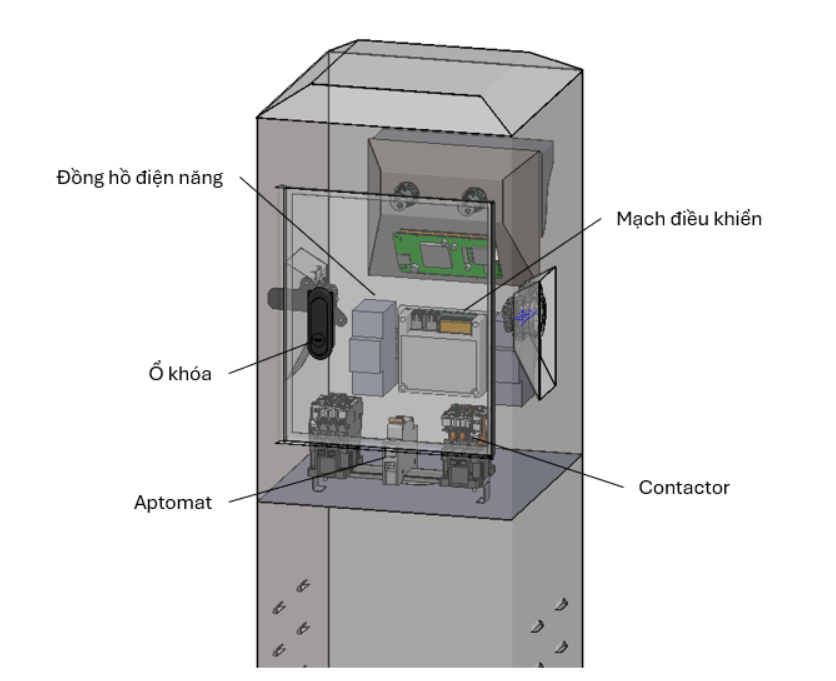 Đồng hồ điện năng
Mạch điều khiển
Ổ khóa
Aptomat
Contactor